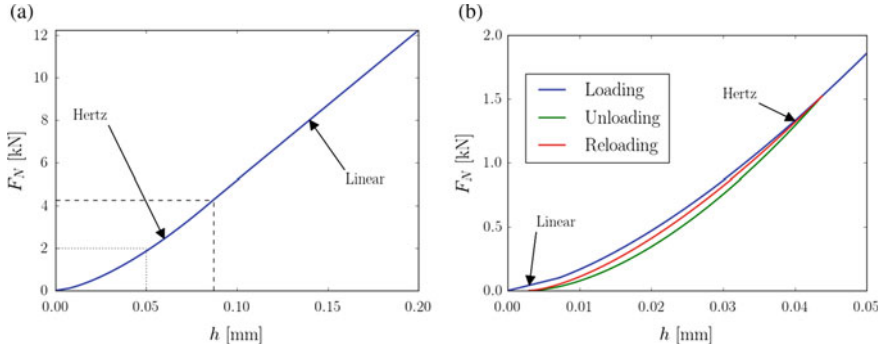 (a)
12
10
8
6
4
2
0
F_N [kN]
Hertz
Linear
0.00
0.05
0.10
0.15
0.20
h [mm]
(b)
2.0
1.5
1.0
0.5
0.0
F_N [kN]
Loading
Unloading
Reloading
Hertz
Linear
0.00
0.01
0.02
0.03
0.04
0.05
h [mm]